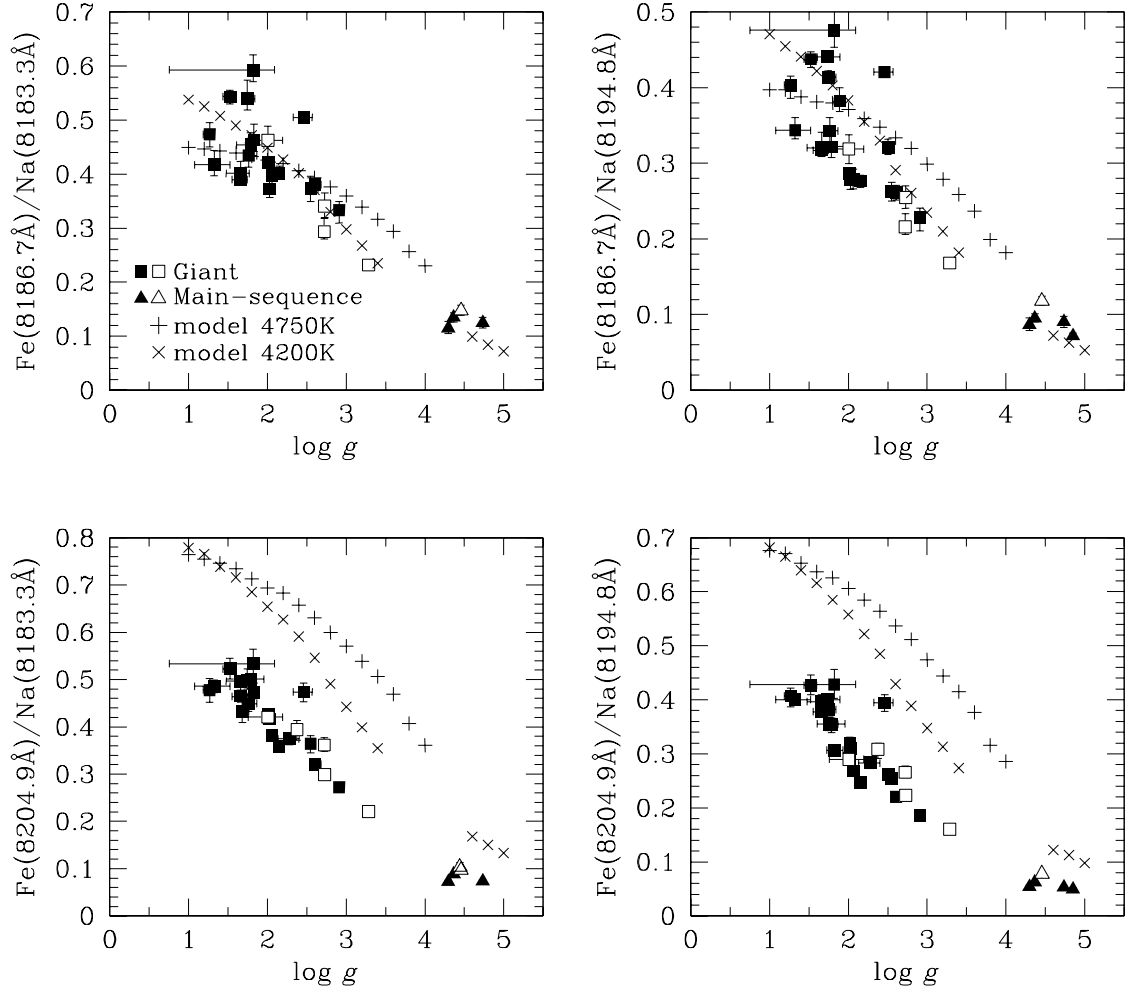 0.7
0.6
0.5
0.4
0.3
0.2
0.1
0
Fe(8186.7Å)/Na(8183.3Å)
Giant
Main-sequence
model 4750K
model 4200K
0 1 2 3 4 5
log g
0.5
0.4
0.3
0.2
0.1
0
Fe(8186.7Å)/Na(8194.8Å)
0 1 2 3 4 5
log g
0.8
0.7
0.6
0.5
0.4
0.3
0.2
0.1
0
Fe(8204.9Å)/Na(8183.3Å)
0 1 2 3 4 5
log g
0.7
0.6
0.5
0.4
0.3
0.2
0.1
0
Fe(8204.9Å)/Na(8194.8Å)
0 1 2 3 4 5
log g